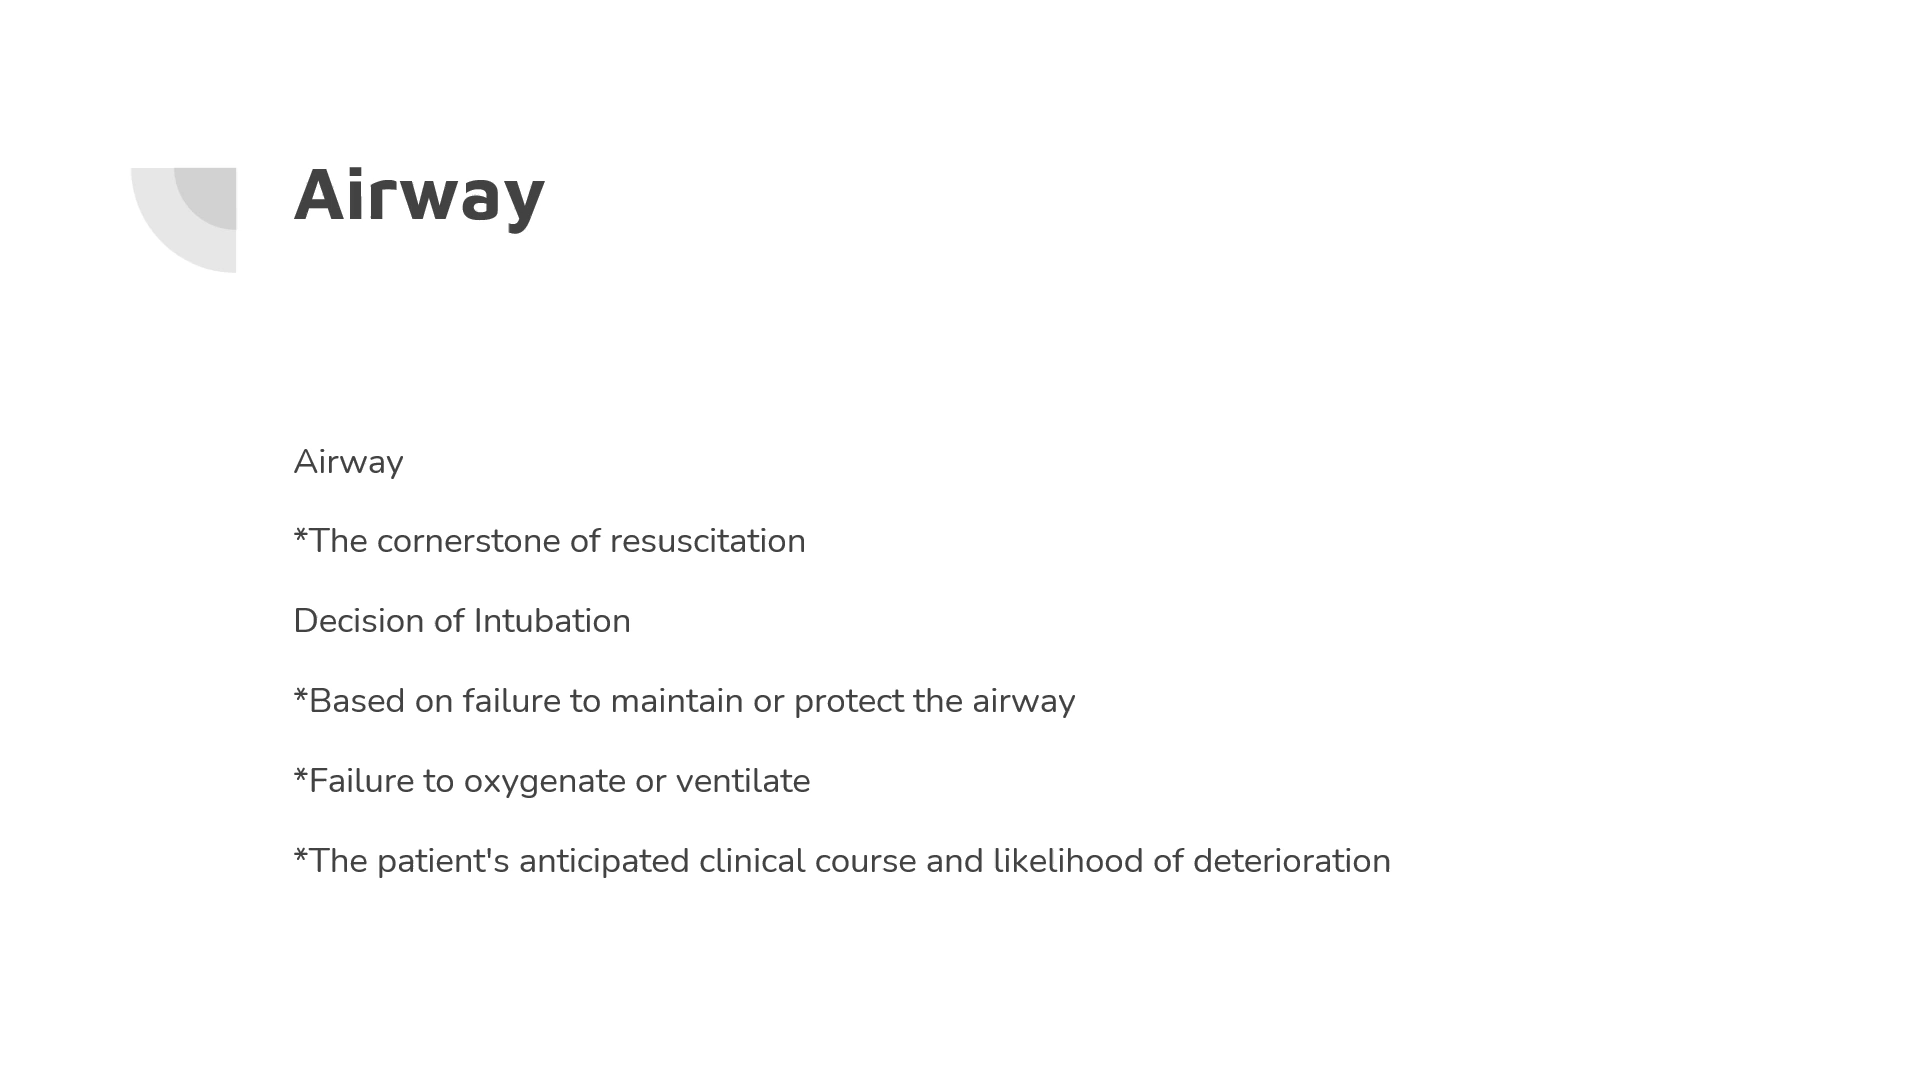 Airway
Airway
*The cornerstone of resuscitation
Decision of Intubation
*Based on failure to maintain or protect the airway
*Failure to oxygenate or ventilate
*The patient's anticipated clinical course and likelihood of deterioration